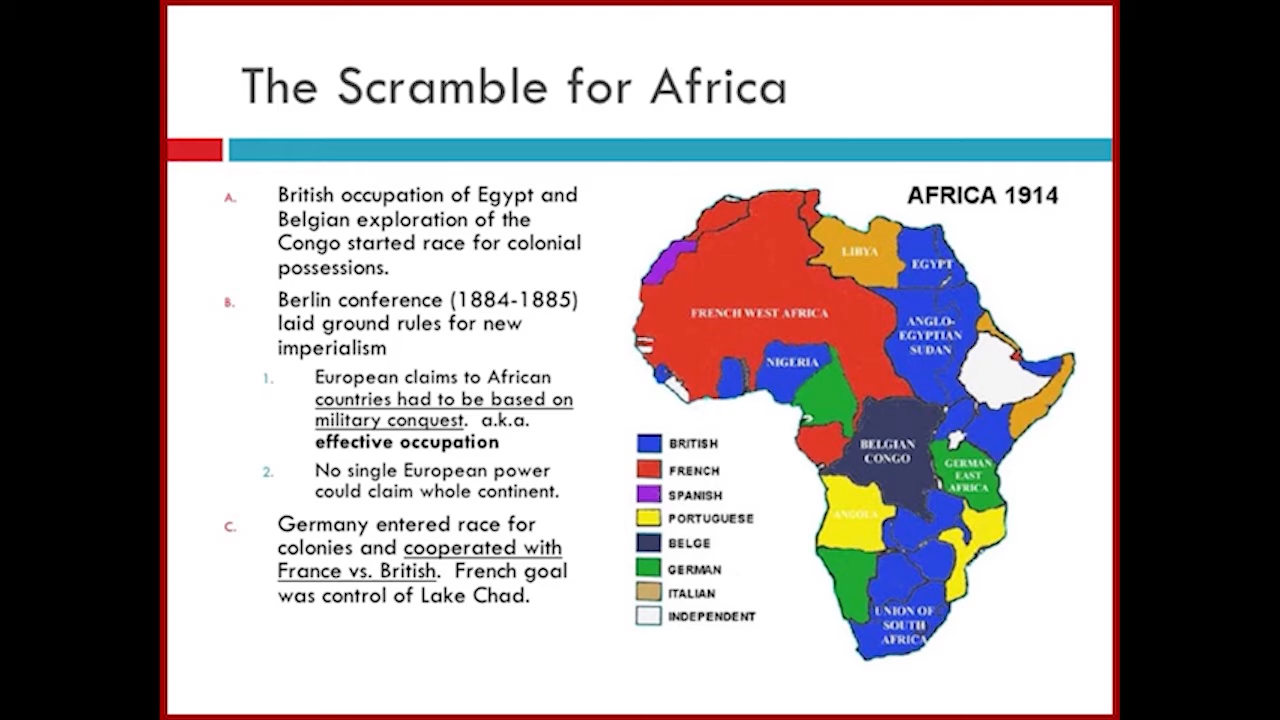 The Scramble for Africa
A. British occupation of Egypt and
Belgian exploration of the
Congo started race for colonial
possessions.
B. Berlin conference (1884-1885)
laid ground rules for new
imperialism
1. European claims to African
countries had to be based on
military conquest. a.k.a.
effective occupation
2. No single European power
could claim whole continent.
C. Germany entered race for
colonies and cooperated with
France vs. British. French goal
was control of Lake Chad.
AFRICA 1914
LIBYA
EGYPT
FRENCH WEST AFRICA
ANGLO-
EGYPTIAN
SUDAN
NIGERIA
BELGIAN
CONGO
GERMAN
EAST
AFRICA
ANGOLA
UNION OF
SOUTH
AFRICA
BRITISH
FRENCH
SPANISH
PORTUGUESE
BELGE
GERMAN
ITALIAN
INDEPENDENT